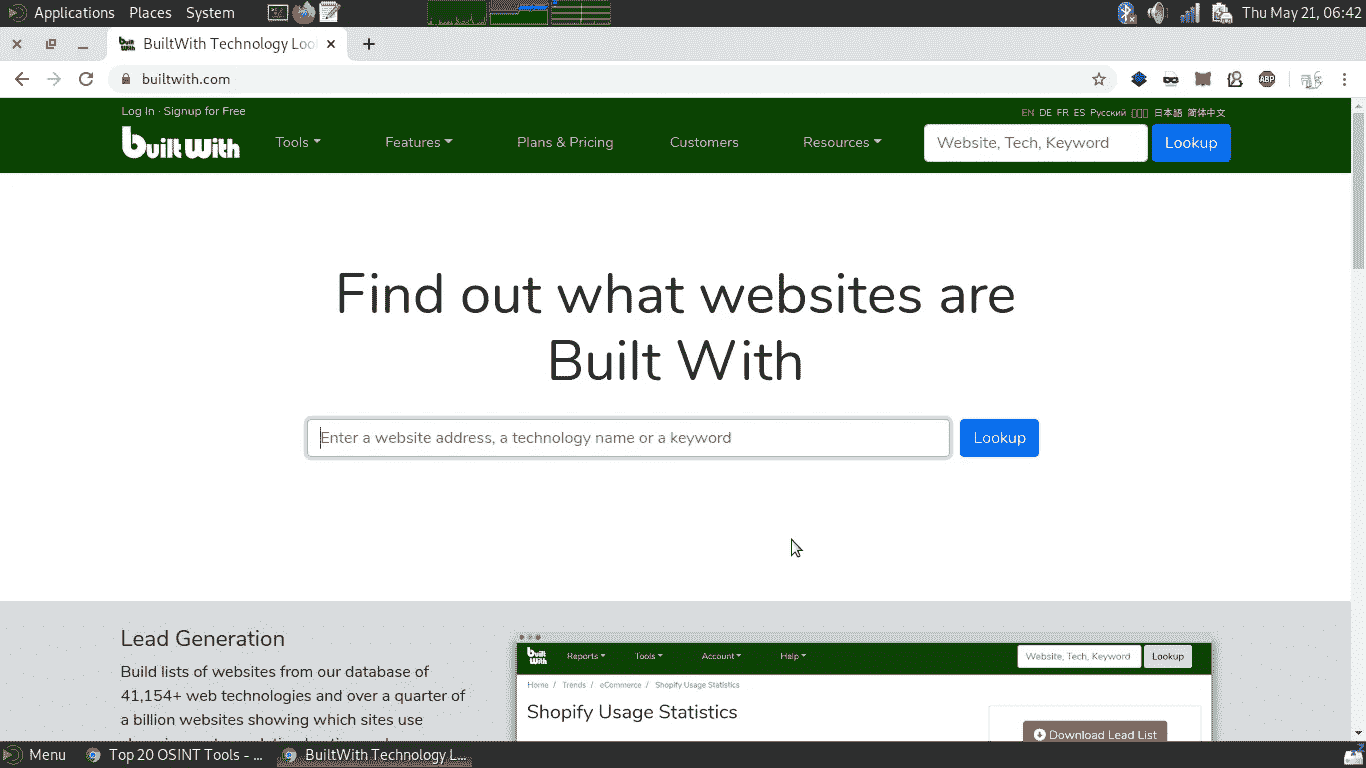 Applications Places System
Thu May 21, 06:42
BuiltWith Technology Loo
builtwith.com
ABP
Log In · Signup for Free
EN DE FR ES Русский 日本語 简体中文
built with
Tools
Features
Plans & Pricing
Customers
Resources
Website, Tech, Keyword
Lookup
Find out what websites are
Built With
Enter a website address, a technology name or a keyword
Lookup
Lead Generation
Build lists of websites from our database of
41,154+ web technologies and over a quarter of
a billion websites showing which sites use
built with
Reports
Tools
Account
Help
Website, Tech, Keyword
Lookup
Home / Trends / eCommerce / Shopify Usage Statistics
Shopify Usage Statistics
Download Lead List
Menu
Top 20 OSINT Tools - ...
BuiltWith Technology L...